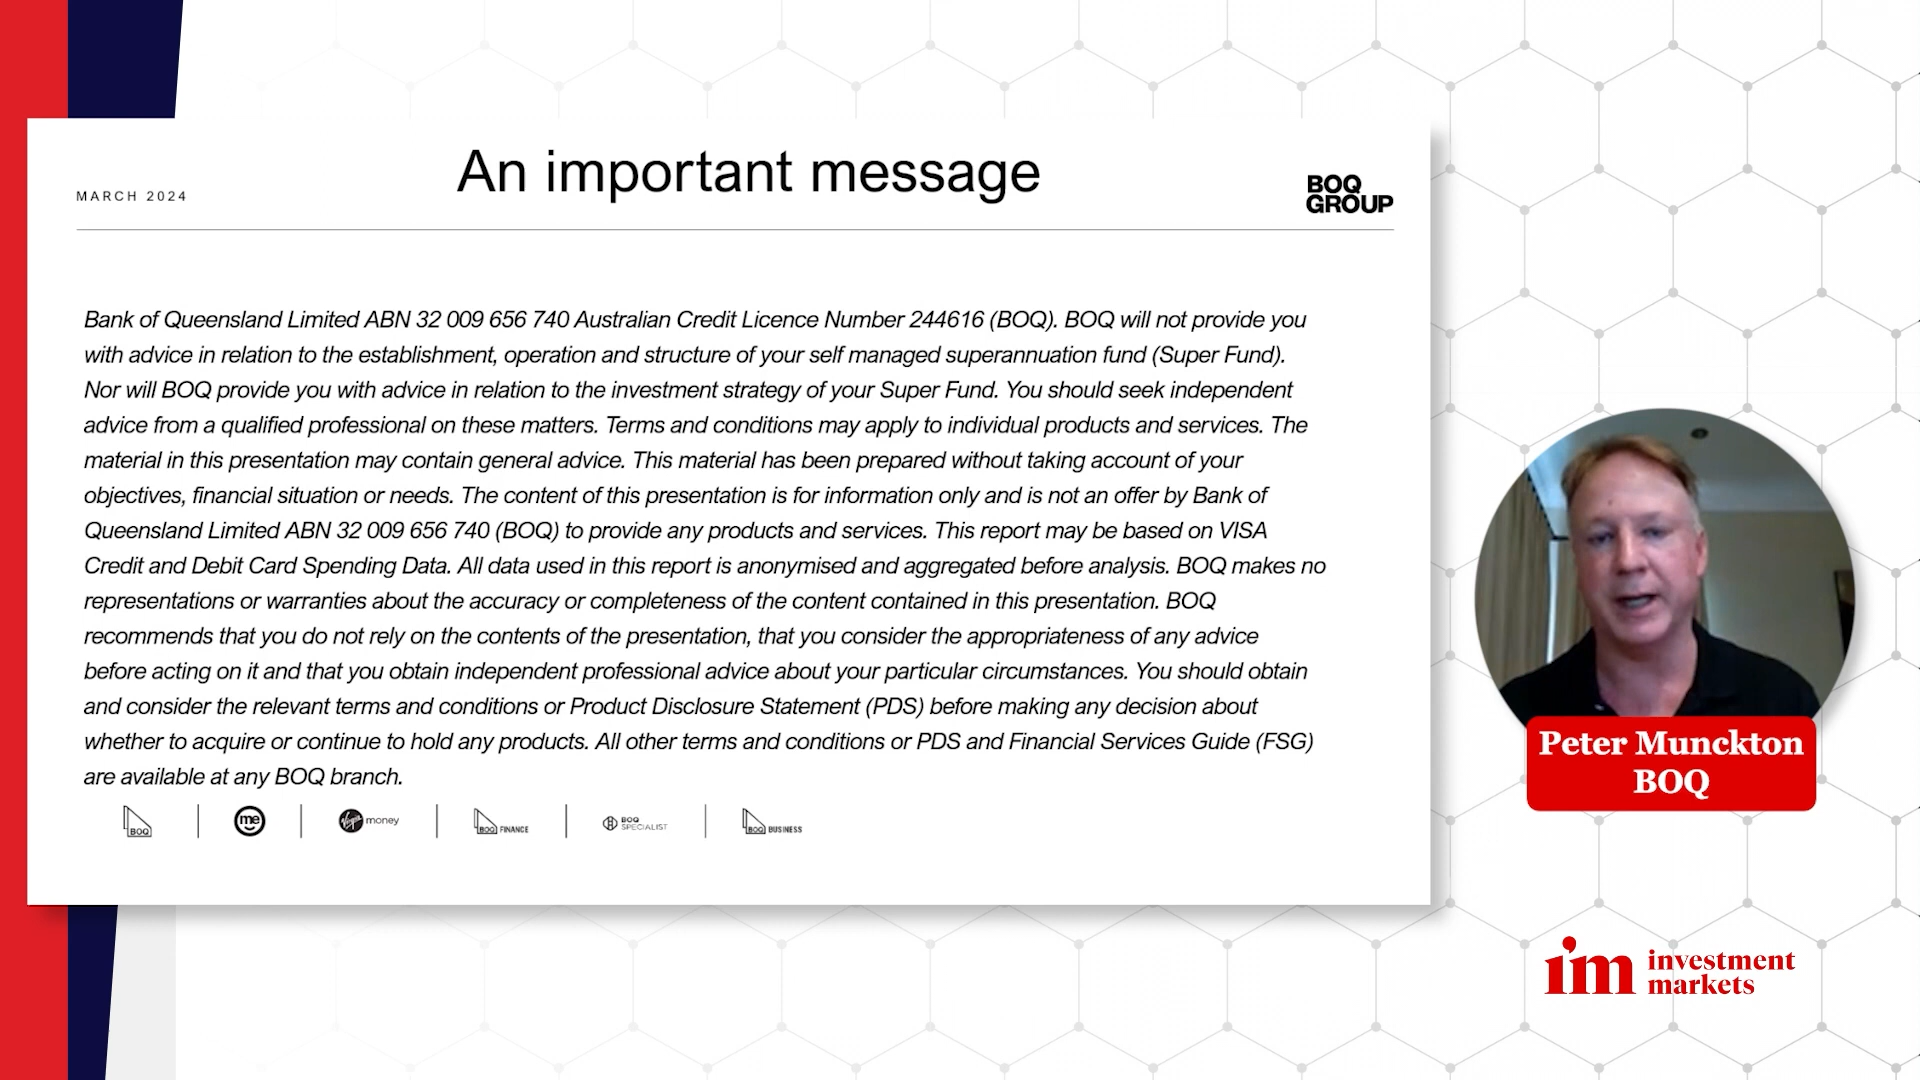 An important message
MARCH 2024
BOQ
GROUP
Bank of Queensland Limited ABN 32 009 656 740 Australian Credit Licence Number 244616 (BOQ). BOQ will not provide you
with advice in relation to the establishment, operation and structure of your self managed superannuation fund (Super Fund).
Nor will BOQ provide you with advice in relation to the investment strategy of your Super Fund. You should seek independent
advice from a qualified professional on these matters. Terms and conditions may apply to individual products and services. The
material in this presentation may contain general advice. This material has been prepared without taking account of your
objectives, financial situation or needs. The content of this presentation is for information only and is not an offer by Bank of
Queensland Limited ABN 32 009 656 740 (BOQ) to provide any products and services. This report may be based on VISA
Credit and Debit Card Spending Data. All data used in this report is anonymised and aggregated before analysis. BOQ makes no
representations or warranties about the accuracy or completeness of the content contained in this presentation. BOQ
recommends that you do not rely on the contents of the presentation, that you consider the appropriateness of any advice
before acting on it and that you obtain independent professional advice about your particular circumstances. You should obtain
and consider the relevant terms and conditions or Product Disclosure Statement (PDS) before making any decision about
whether to acquire or continue to hold any products. All other terms and conditions or PDS and Financial Services Guide (FSG)
are available at any BOQ branch.
BOQ
me
Virgin money
BOQ FINANCE
BOQ
SPECIALIST
BOQ BUSINESS
Peter Munckton
BOQ
im investment
markets